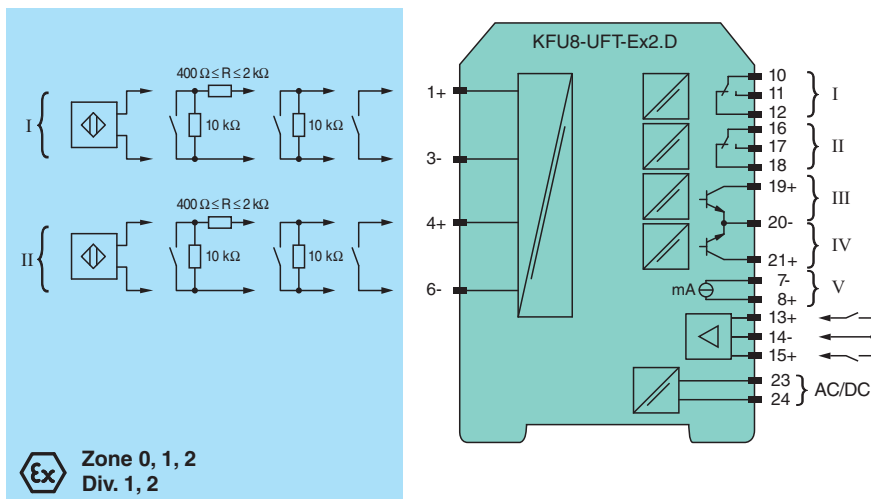 I
400 Ω ≤ R ≤ 2 kΩ
10 kΩ
10 kΩ
II
400 Ω ≤ R ≤ 2 kΩ
10 kΩ
10 kΩ
Ex
Zone 0, 1, 2
Div. 1, 2
KFU8-UFT-Ex2.D
1+
3-
4+
6-
10
11
12
I
16
17
18
II
19+
20-
III
21+
IV
mA
7-
8+
V
13+
14-
15+
23
24
AC/DC